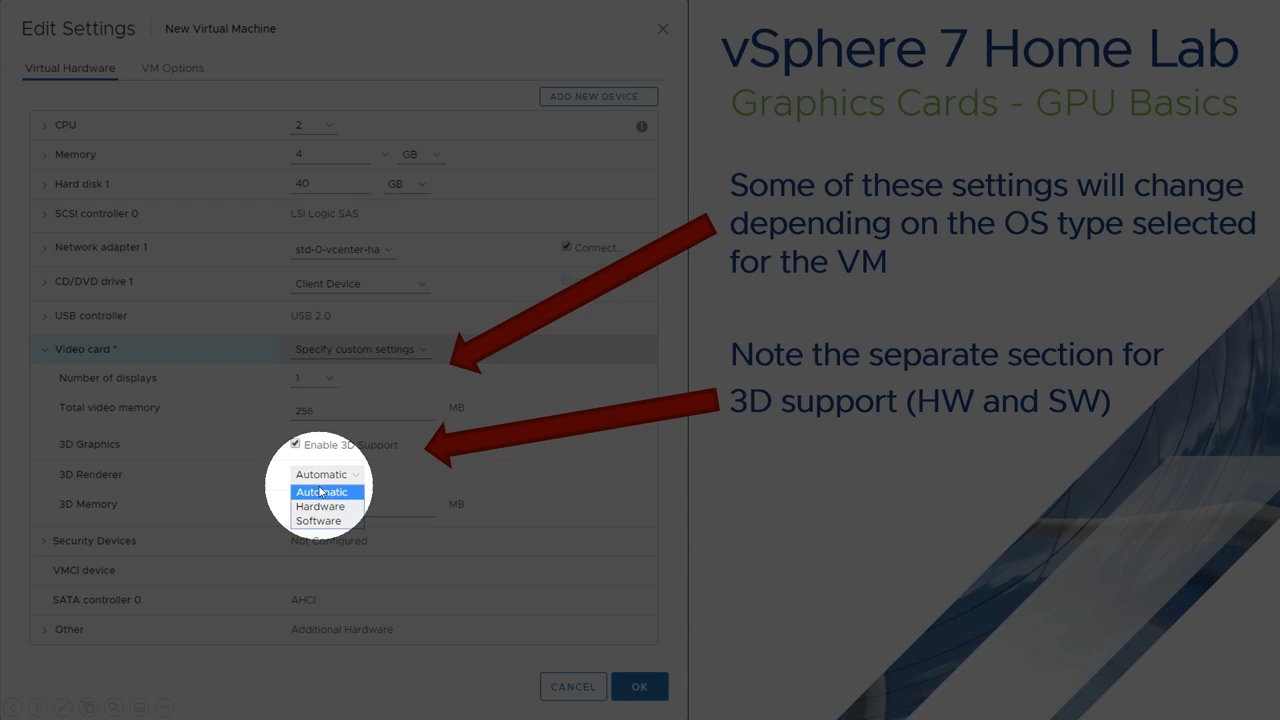 Edit Settings | New Virtual Machine
Virtual Hardware VM Options
ADD NEW DEVICE
CPU 2
Memory 4 GB
Hard disk 1 40 GB
SCSI controller 0 LSI Logic SAS
Network adapter 1 std-0-vcenter-ha Connect...
CD/DVD drive 1 Client Device
USB controller USB 2.0
Video card * Specify custom settings
Number of displays 1
Total video memory 256 MB
3D Graphics Enable 3D Support
3D Renderer Automatic
Automatic
Hardware
Software
3D Memory MB
Security Devices Not Configured
VMCI device
SATA controller 0 AHCI
Other Additional Hardware
CANCEL OK
vSphere 7 Home Lab
Graphics Cards - GPU Basics
Some of these settings will change
depending on the OS type selected
for the VM
Note the separate section for
3D support (HW and SW)